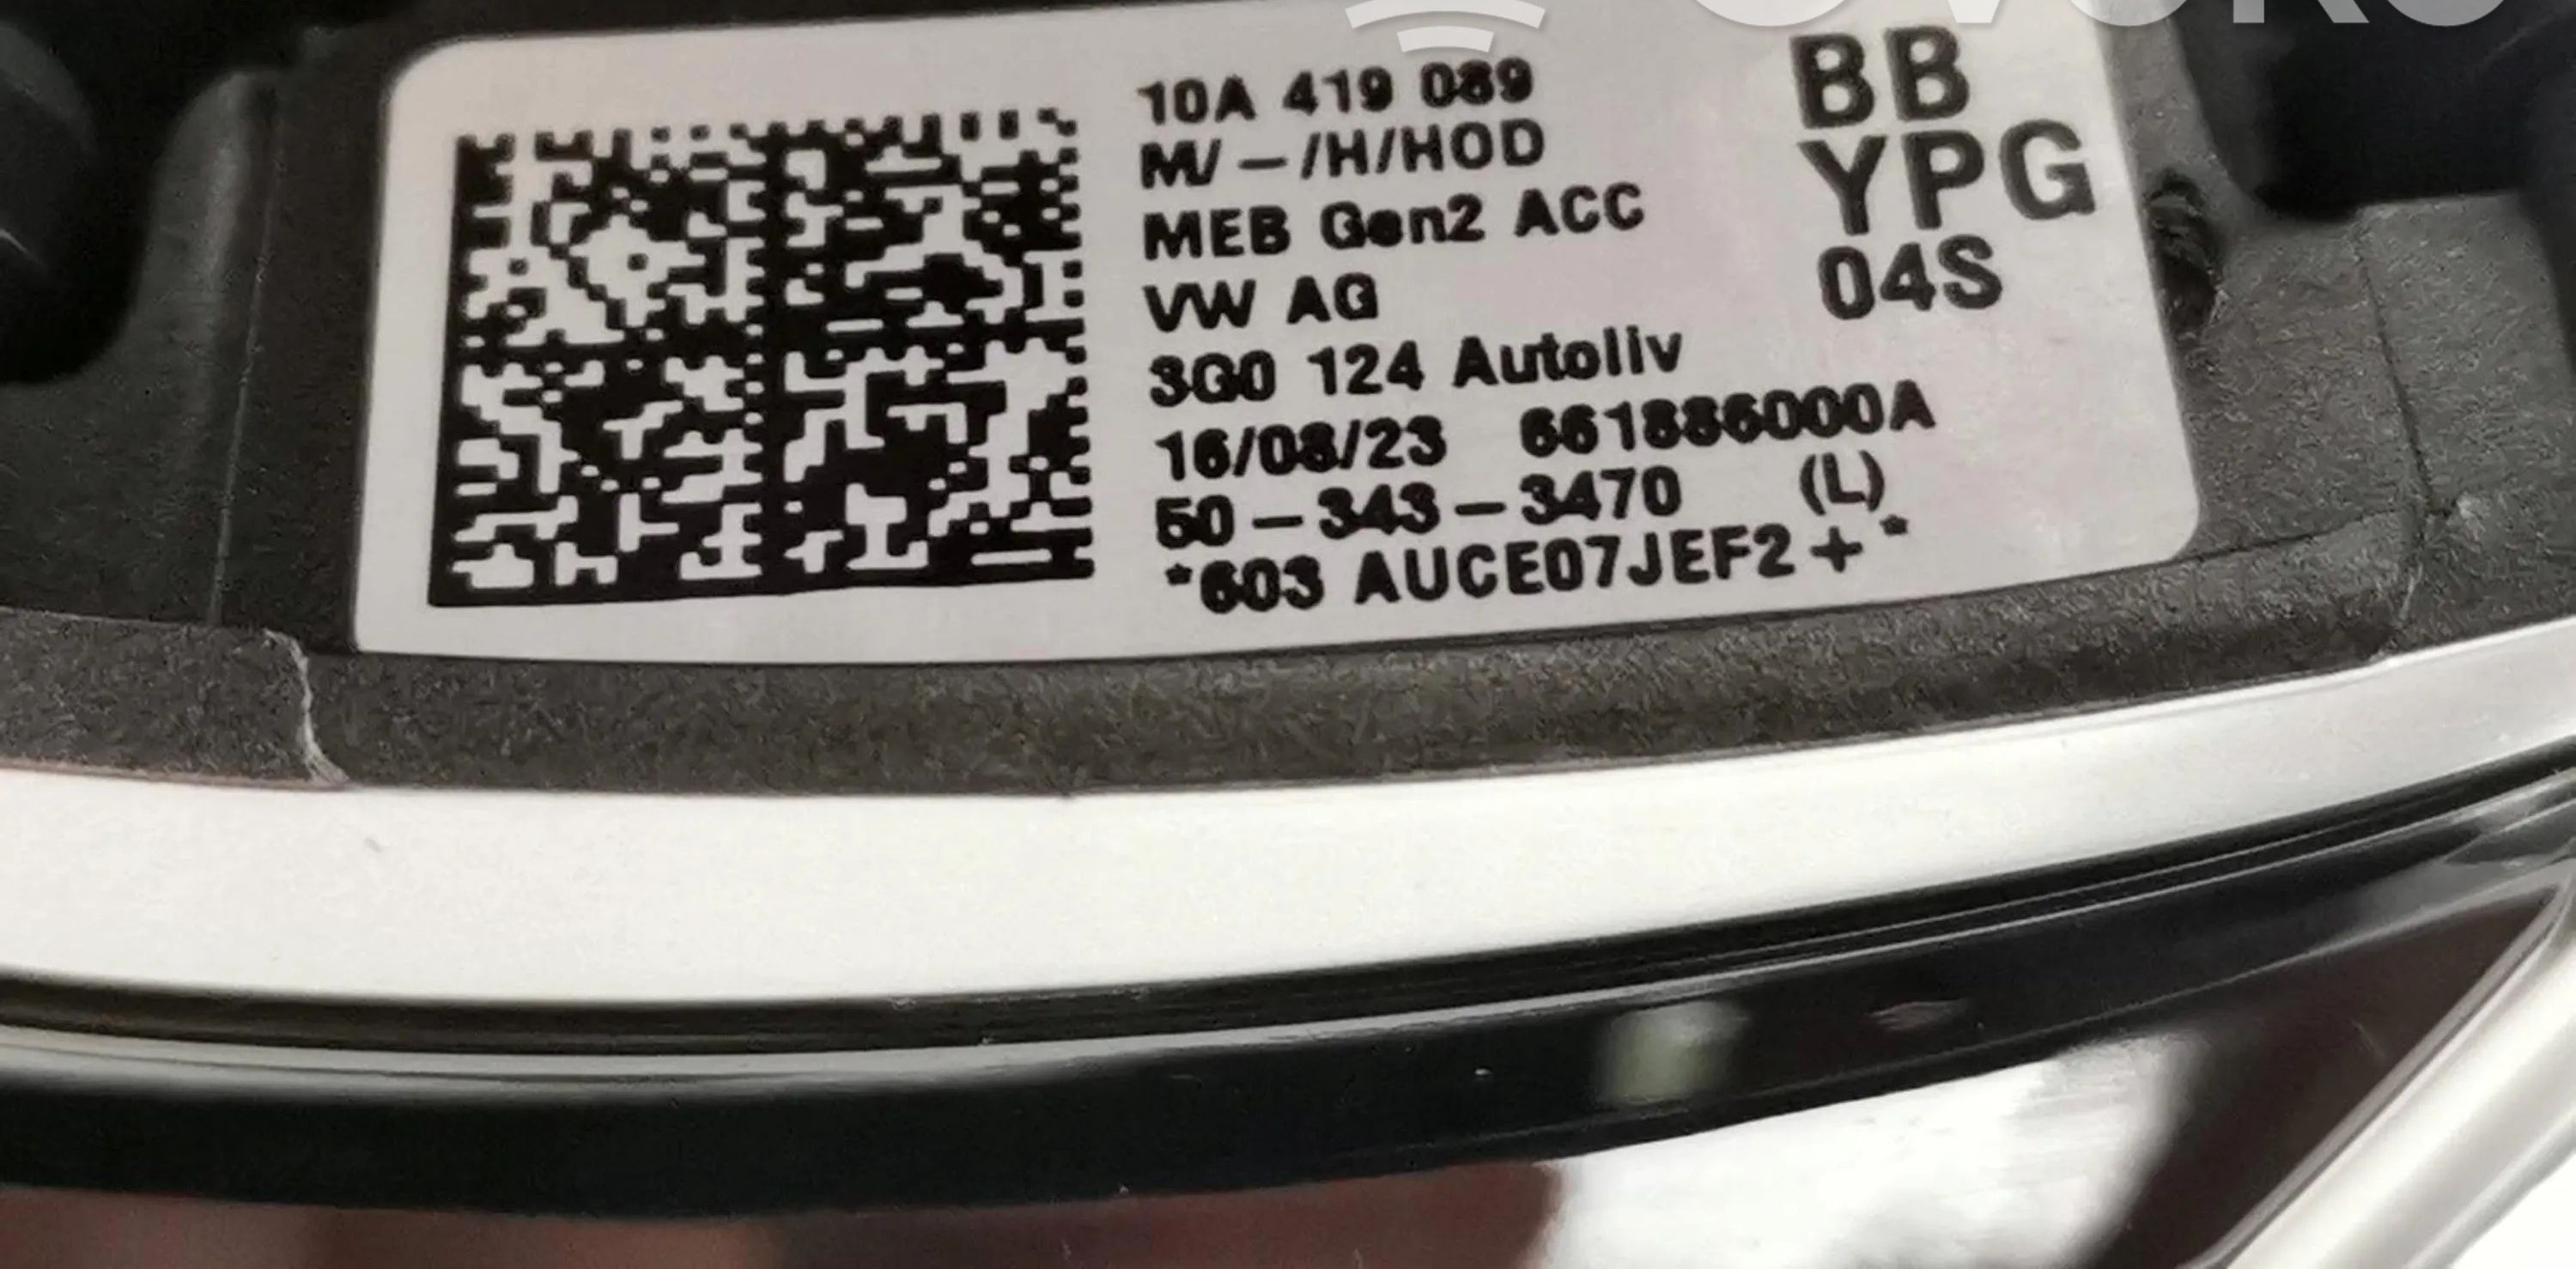 10A 419 089
M/-/H/HOD
MEB Gen2 ACC
VW AG
3G0 124 Autoliv
16/08/23 661886000A
50-343-3470 (L)
*603 AUCE07JEF2+*
BB
YPG
04S